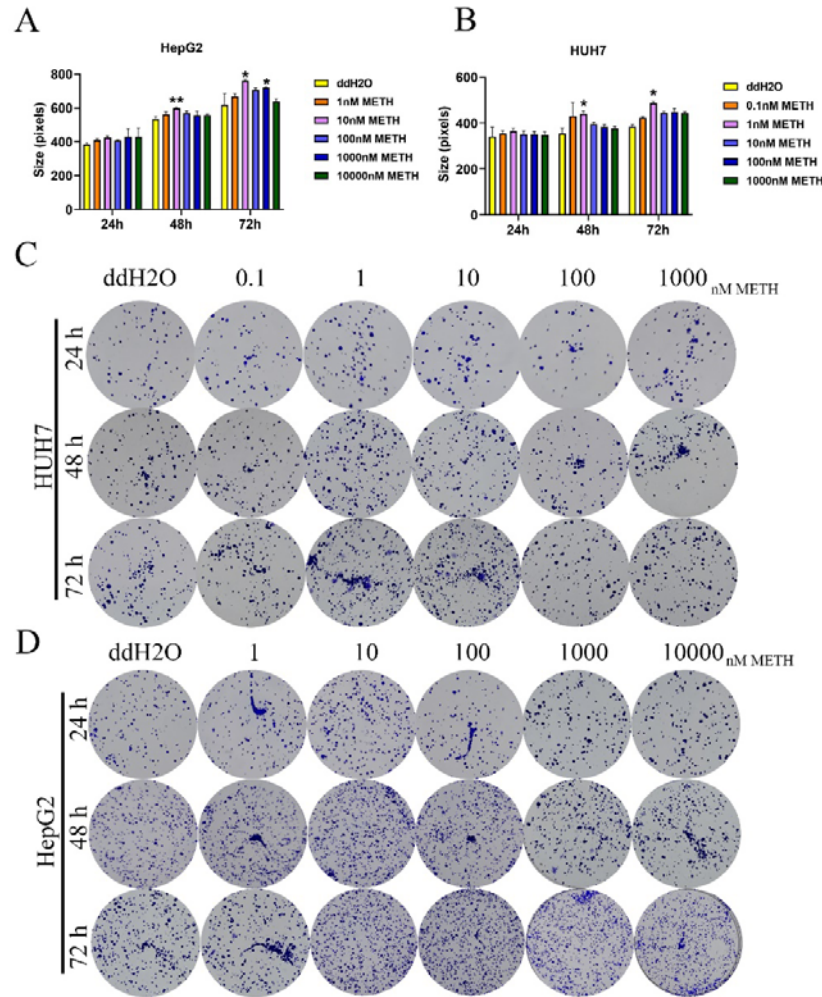 A
HepG2
Size (pixels)
800
600
400
200
0
**
*
*
24h
48h
72h
ddH2O
1nM METH
10nM METH
100nM METH
1000nM METH
10000nM METH
B
HUH7
Size (pixels)
600
400
200
0
*
*
24h
48h
72h
ddH2O
0.1nM METH
1nM METH
10nM METH
100nM METH
1000nM METH
C
ddH2O 0.1 1 10 100 1000 nM METH
HUH7
24 h
48 h
72 h
D
ddH2O 1 10 100 1000 10000 nM METH
HepG2
24 h
48 h
72 h